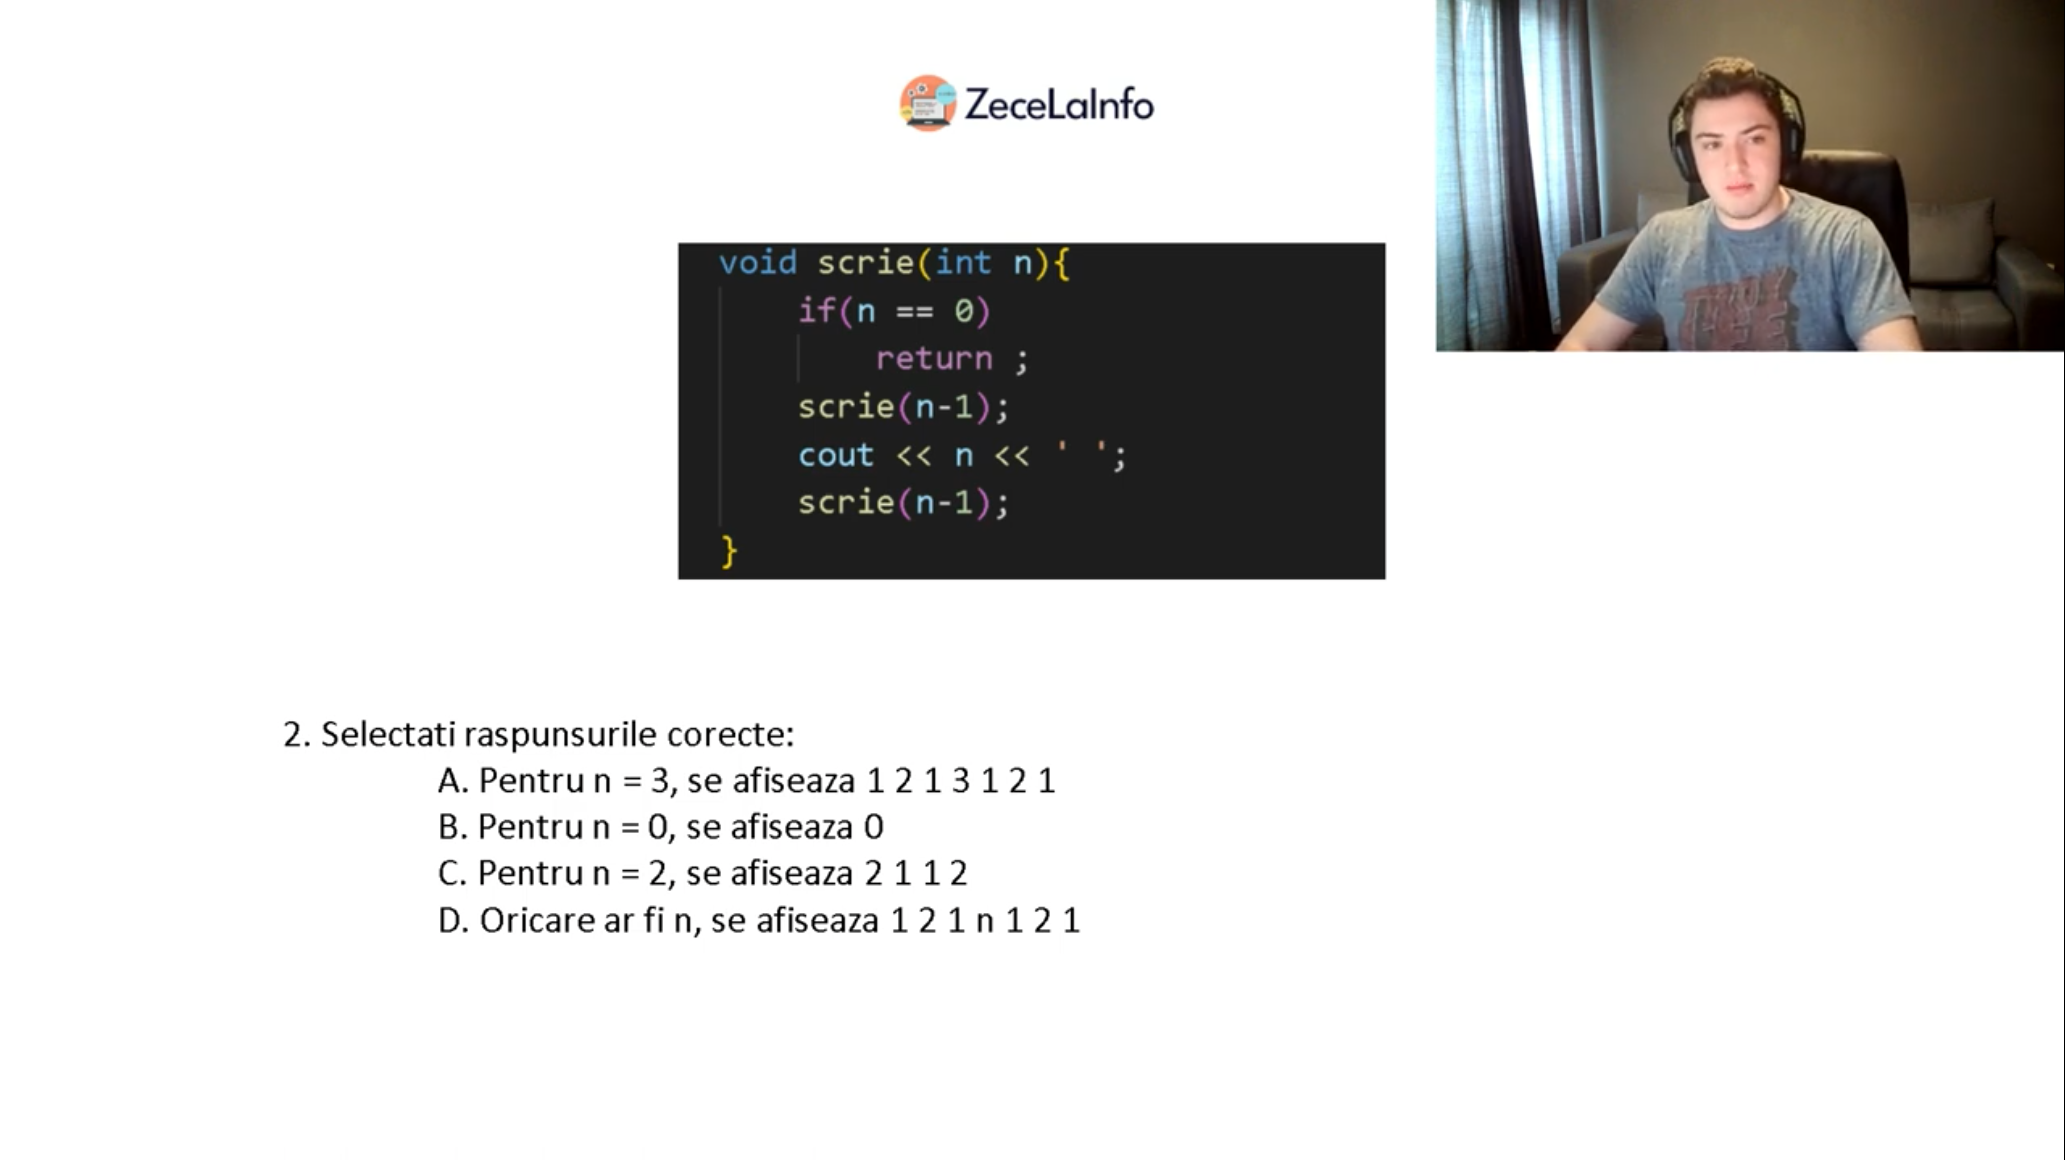 ZeceLaInfo
void scrie(int n){
if(n == 0)
return ;
scrie(n-1);
cout << n << ' ';
scrie(n-1);
}
2. Selectati raspunsurile corecte:
A. Pentru n = 3, se afiseaza 1 2 1 3 1 2 1
B. Pentru n = 0, se afiseaza 0
C. Pentru n = 2, se afiseaza 2 1 1 2
D. Oricare ar fi n, se afiseaza 1 2 1 n 1 2 1